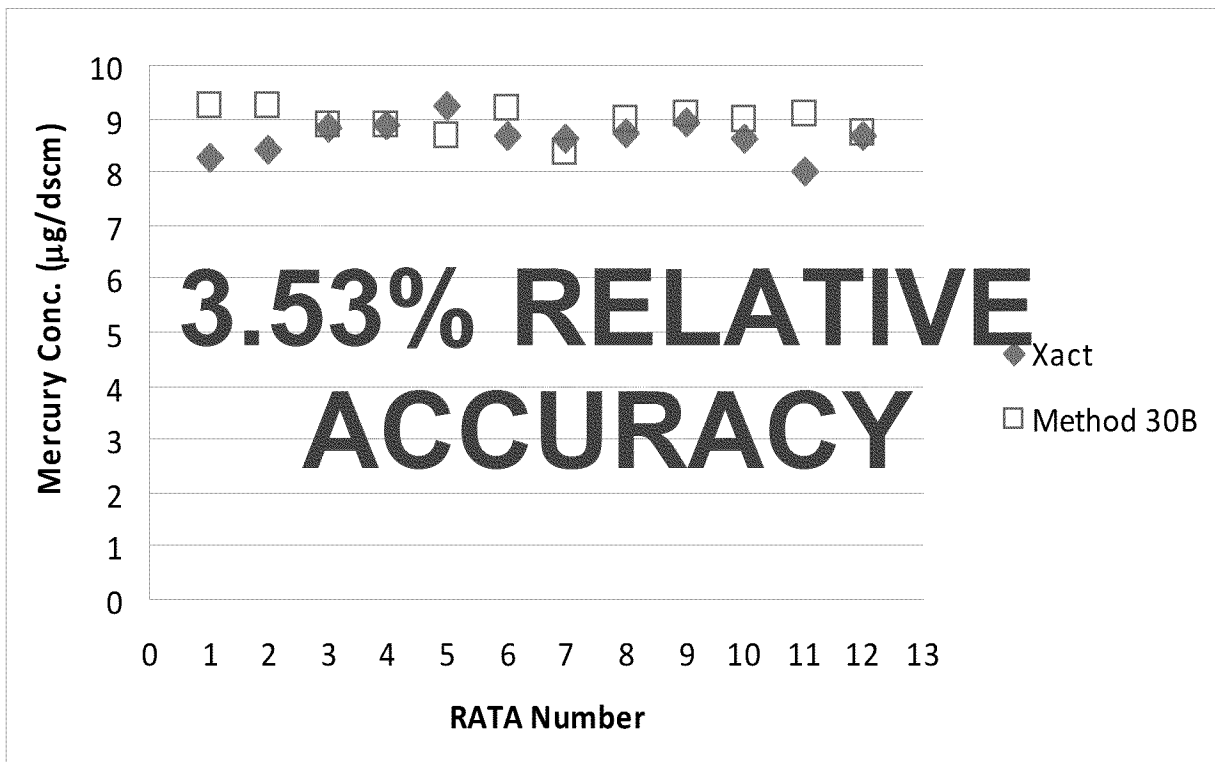 10
9
8
7
6
5
4
3
2
1
0
Mercury Conc. (µg/dscm)
3.53% RELATIVE
ACCURACY
Xact
Method 30B
0 1 2 3 4 5 6 7 8 9 10 11 12 13
RATA Number